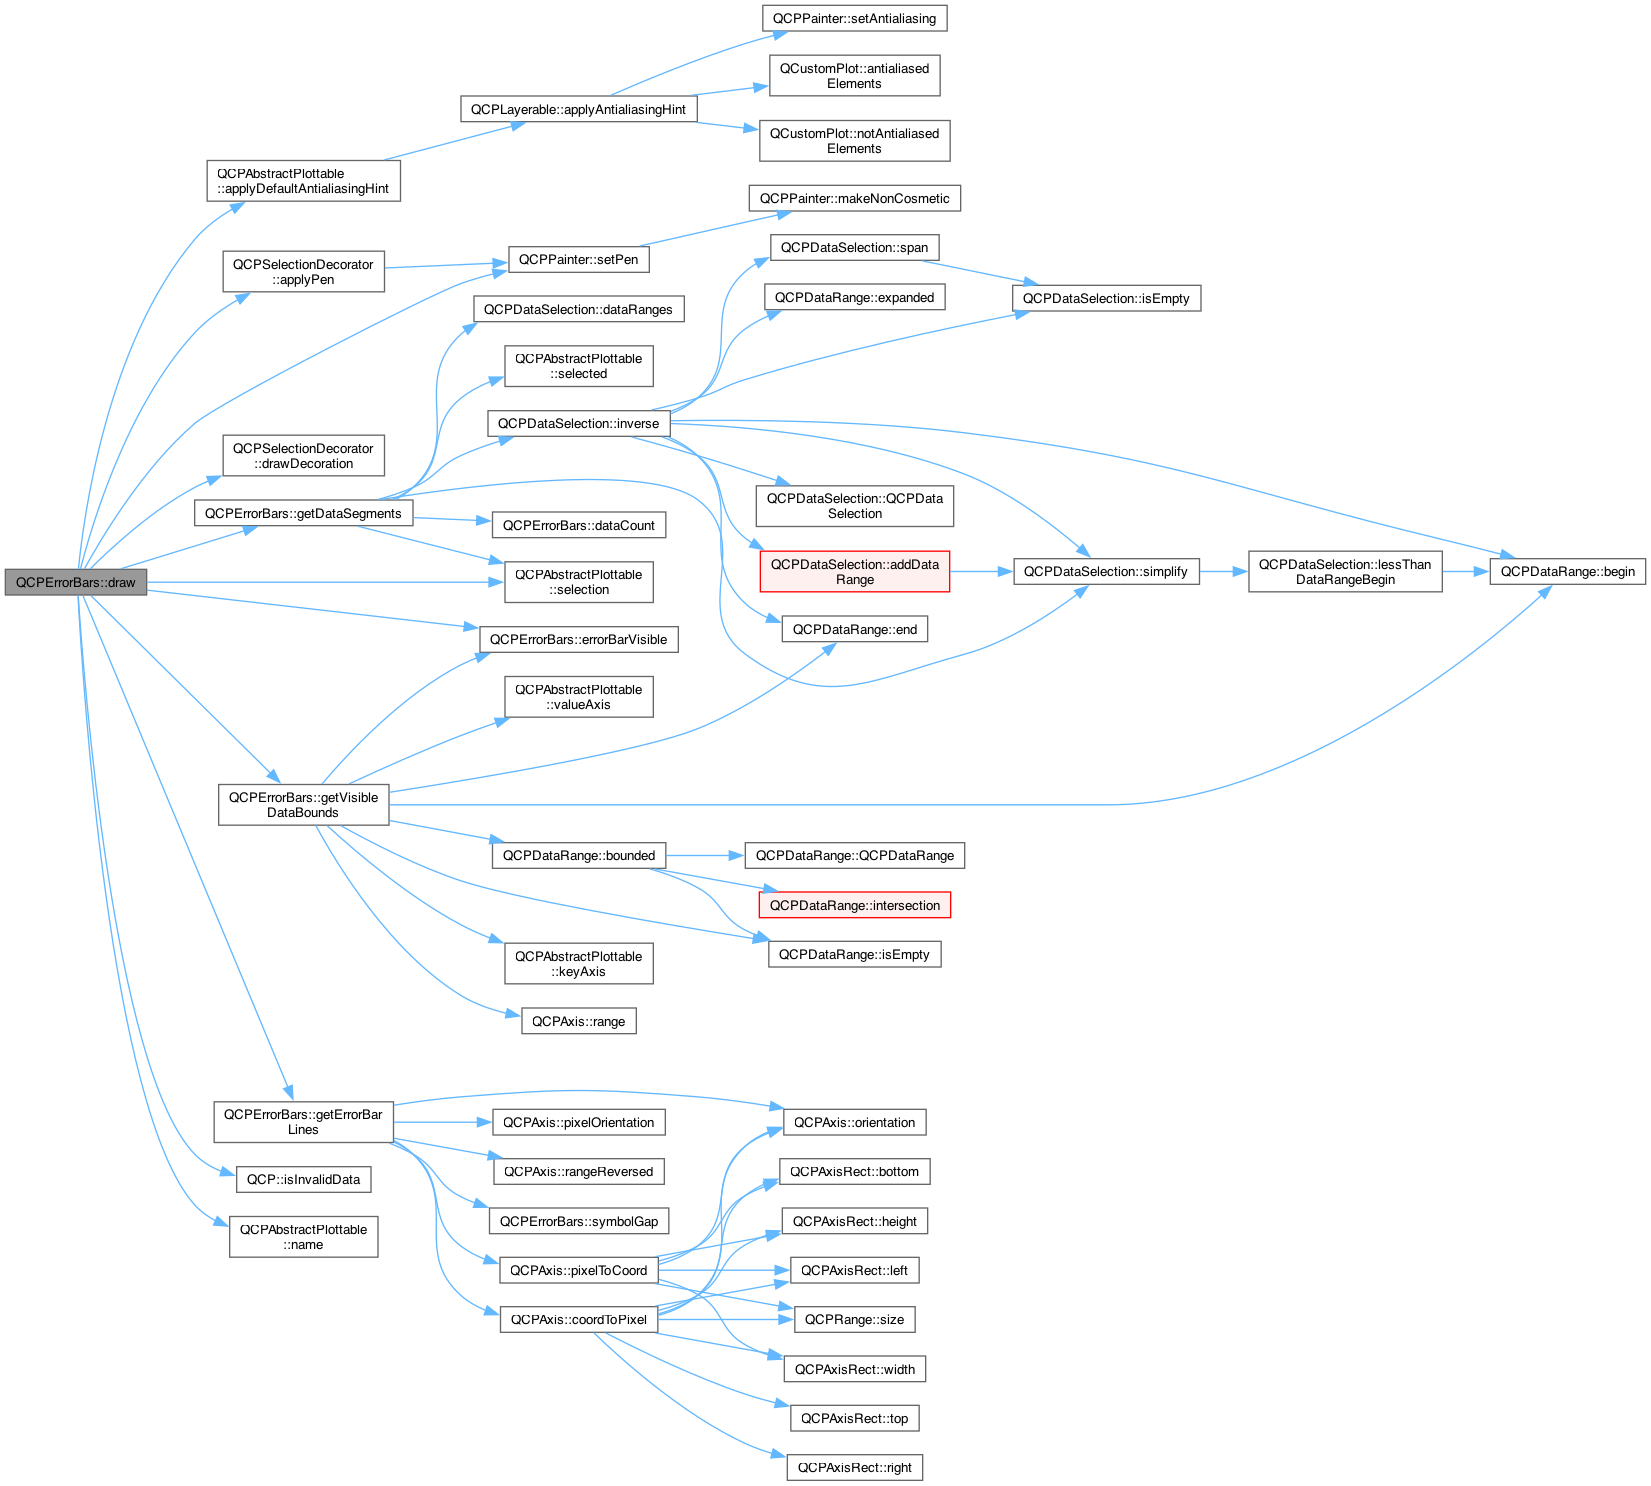 QCPPainter::setAntialiasing
QCustomPlot::antialiased
Elements
QCPLayerable::applyAntialiasingHint
QCustomPlot::notAntialiased
Elements
QCPAbstractPlottable
::applyDefaultAntialiasingHint
QCPPainter::makeNonCosmetic
QCPSelectionDecorator
::applyPen
QCPPainter::setPen
QCPDataSelection::span
QCPDataRange::expanded
QCPDataSelection::isEmpty
QCPDataSelection::dataRanges
QCPAbstractPlottable
::selected
QCPDataSelection::inverse
QCPSelectionDecorator
::drawDecoration
QCPDataSelection::QCPData
Selection
QCPErrorBars::getDataSegments
QCPErrorBars::dataCount
QCPErrorBars::draw
QCPAbstractPlottable
::selection
QCPDataSelection::addData
Range
QCPDataSelection::simplify
QCPDataSelection::lessThan
DataRangeBegin
QCPDataRange::begin
QCPDataRange::end
QCPErrorBars::errorBarVisible
QCPAbstractPlottable
::valueAxis
QCPErrorBars::getVisible
DataBounds
QCPDataRange::bounded
QCPDataRange::QCPDataRange
QCPDataRange::intersection
QCPDataRange::isEmpty
QCPAbstractPlottable
::keyAxis
QCPAxis::range
QCPErrorBars::getErrorBar
Lines
QCPAxis::pixelOrientation
QCPAxis::orientation
QCPAxis::rangeReversed
QCPAxisRect::bottom
QCP::isInvalidData
QCPErrorBars::symbolGap
QCPAxisRect::height
QCPAbstractPlottable
::name
QCPAxis::pixelToCoord
QCPAxisRect::left
QCPAxis::coordToPixel
QCPRange::size
QCPAxisRect::width
QCPAxisRect::top
QCPAxisRect::right